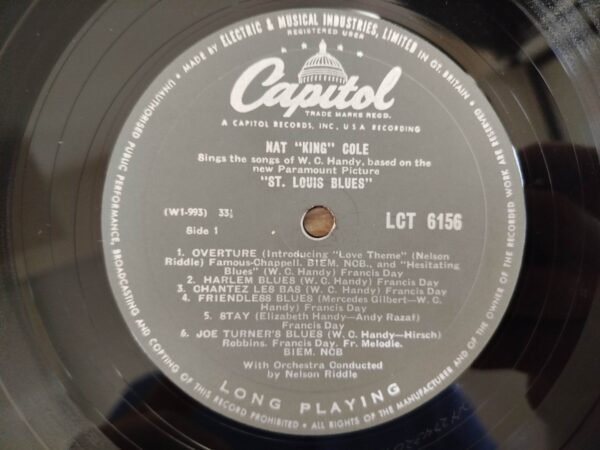 MADE BY ELECTRIC & MUSICAL INDUSTRIES, LIMITED IN GT. BRITAIN • ALL RIGHTS OF THE MANUFACTURER AND OF THE OWNER OF THE RECORDED WORK ARE RESERVED • UNAUTHORISED PUBLIC PERFORMANCE, BROADCASTING AND COPYING OF THIS RECORD PROHIBITED •
REGISTERED USER
Capitol
TRADE MARKS REGD.
A CAPITOL RECORDS, INC., U S A RECORDING
NAT "KING" COLE
Sings the songs of W. C. Handy, based on the
new Paramount Picture
"ST. LOUIS BLUES"
(W1-993) 33⅓
LCT 6156
Side 1
1. OVERTURE (Introducing "Love Theme" (Nelson
Riddle) Famous-Chappell. BIEM. NCB., and "Hesitating
Blues" (W. C. Handy) Francis Day
2. HARLEM BLUES (W. C. Handy) Francis Day
3. CHANTEZ LES BAS (W. C. Handy) Francis Day
4. FRIENDLESS BLUES (Mercedes Gilbert—W. C.
Handy) Francis Day
5. STAY (Elizabeth Handy—Andy Razaf)
Francis Day
6. JOE TURNER'S BLUES (W. C. Handy—Hirsch)
Robbins. Francis Day. Fr. Melodie.
BIEM. NCB
With Orchestra Conducted
by Nelson Riddle
LONG PLAYING